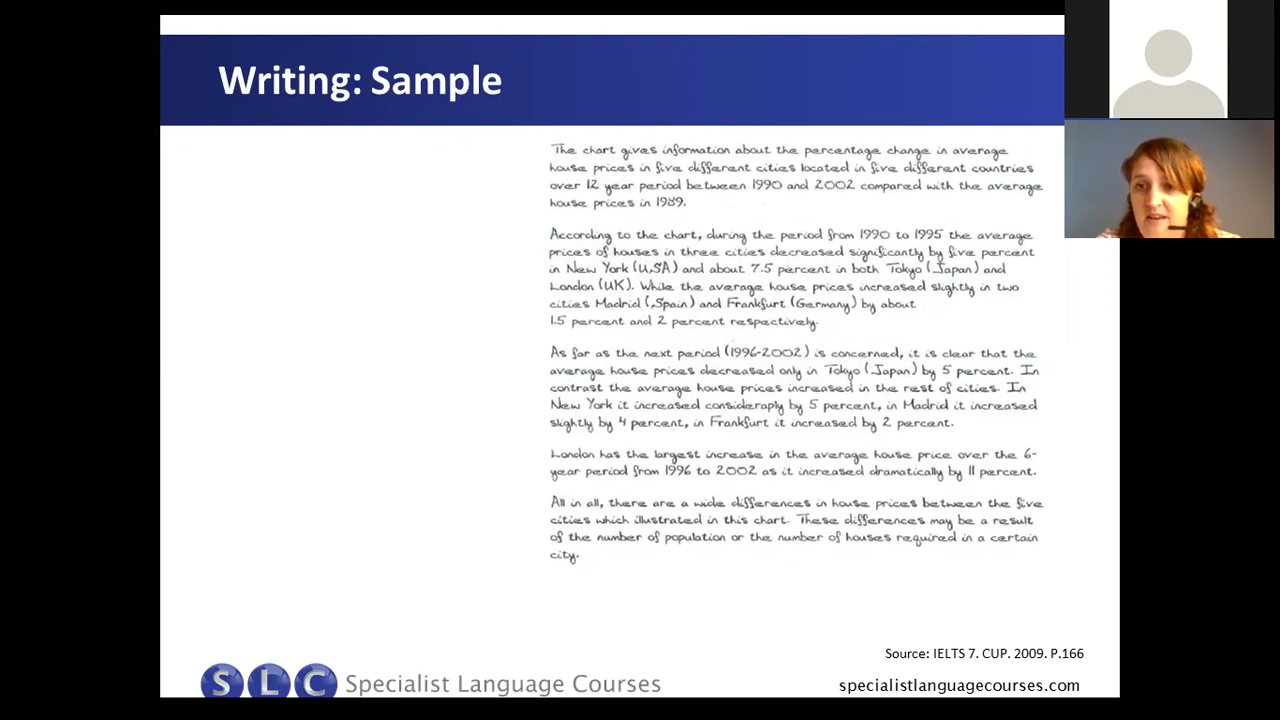 Writing: Sample
The chart gives information about the percentage change in average
house prices in five different cities located in five different countries
over 12 year period between 1990 and 2002 compared with the average
house prices in 1989.
According to the chart, during the period from 1990 to 1995 the average
prices of houses in three cities decreased significantly by five percent
in New York (USA) and about 7.5 percent in both Tokyo (Japan) and
London (UK). While the average house prices increased slightly in two
cities Madrid (Spain) and Frankfurt (Germany) by about
1.5 percent and 2 percent respectively.
As far as the next period (1996-2002) is concerned, it is clear that the
average house prices decreased only in Tokyo (Japan) by 5 percent. In
contrast the average house prices increased in the rest of cities. In
New York it increased consideraply by 5 percent, in Madrid it increased
slightly by 4 percent, in Frankfurt it increased by 2 percent.
London has the largest increase in the average house price over the 6-
year period from 1996 to 2002 as it increased dramatically by 11 percent.
All in all, there are a wide differences in house prices between the five
cities which illustrated in this chart. These differences may be a result
of the number of population or the number of houses required in a certain
city.
Source: IELTS 7. CUP. 2009. P.166
SLC Specialist Language Courses
specialistlanguagecourses.com